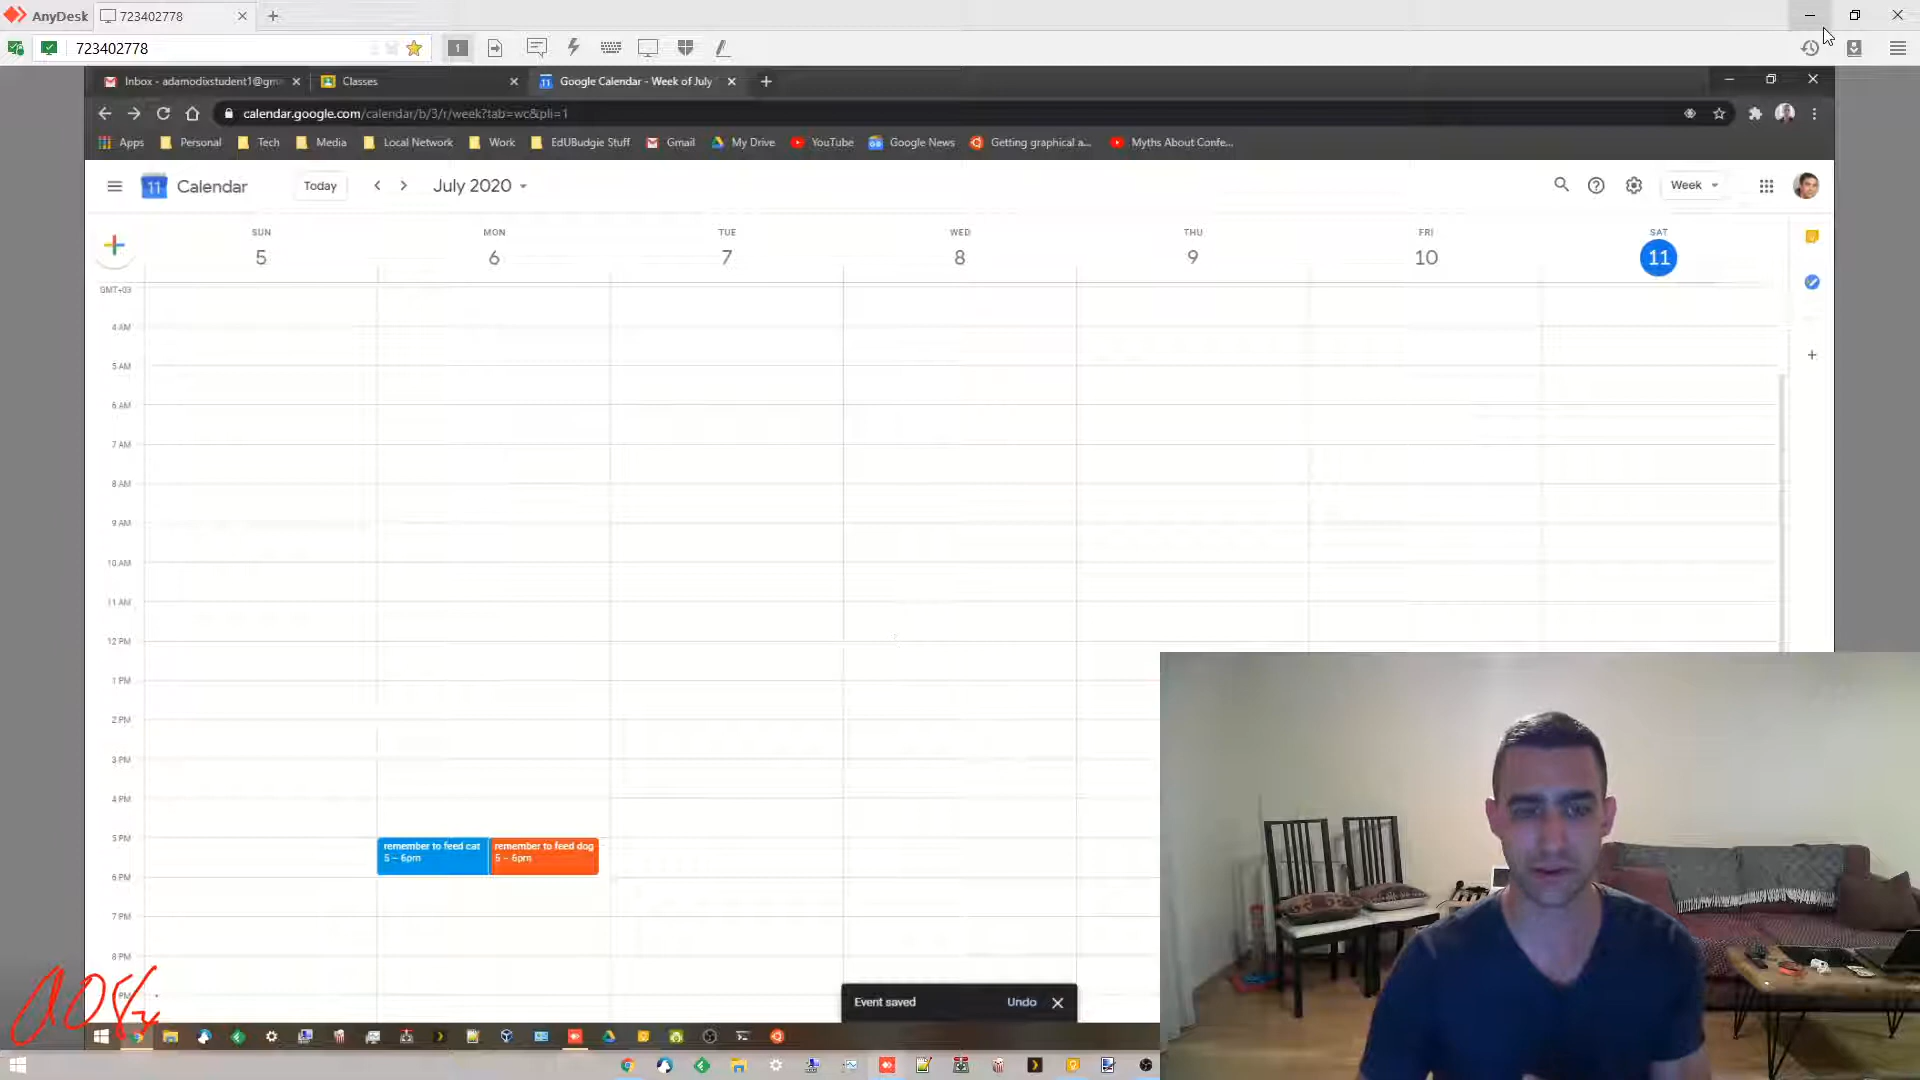 AnyDesk
723402778
723402778
1
Inbox - adamodixstudent1@gm
Classes
Google Calendar - Week of July
calendar.google.com/calendar/b/3/r/week?tab=wc&pli=1
Apps
Personal
Tech
Media
Local Network
Work
EdUBudgie Stuff
Gmail
My Drive
YouTube
Google News
Getting graphical a...
Myths About Confe...
11
Calendar
Today
July 2020
Week
SUN
MON
TUE
WED
THU
FRI
SAT
5
6
7
8
9
10
11
GMT+03
4 AM
5 AM
6 AM
7 AM
8 AM
9 AM
10 AM
11 AM
12 PM
1 PM
2 PM
3 PM
4 PM
5 PM
remember to feed cat
5 – 6pm
remember to feed dog
5 – 6pm
6 PM
7 PM
8 PM
PM
Event saved
Undo